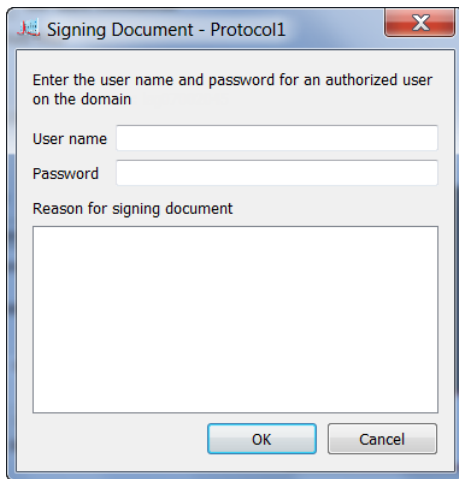 Signing Document - Protocol1
Enter the user name and password for an authorized user
on the domain
User name
Password
Reason for signing document
OK
Cancel